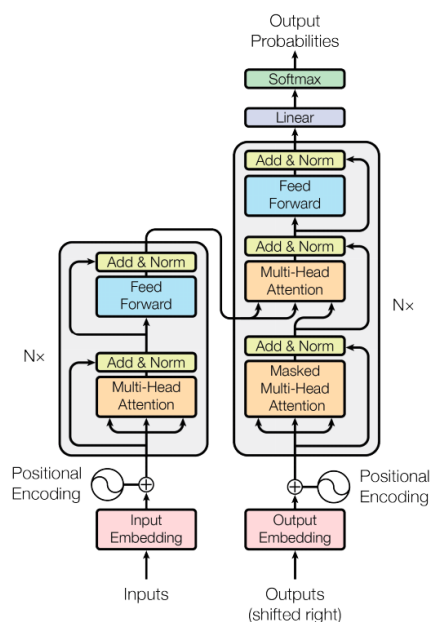 Output
Probabilities
Softmax
Linear
Add & Norm
Feed
Forward
Add & Norm
Multi-Head
Attention
Add & Norm
Masked
Multi-Head
Attention
Nx
Add & Norm
Feed
Forward
Add & Norm
Multi-Head
Attention
Nx
Positional
Encoding
Positional
Encoding
Input
Embedding
Output
Embedding
Inputs
Outputs
(shifted right)